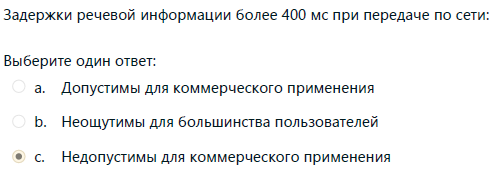 Задержки речевой информации более 400 мс при передаче по сети:
Выберите один ответ:
a. Допустимы для коммерческого применения
b. Неощутимы для большинства пользователей
c. Недопустимы для коммерческого применения